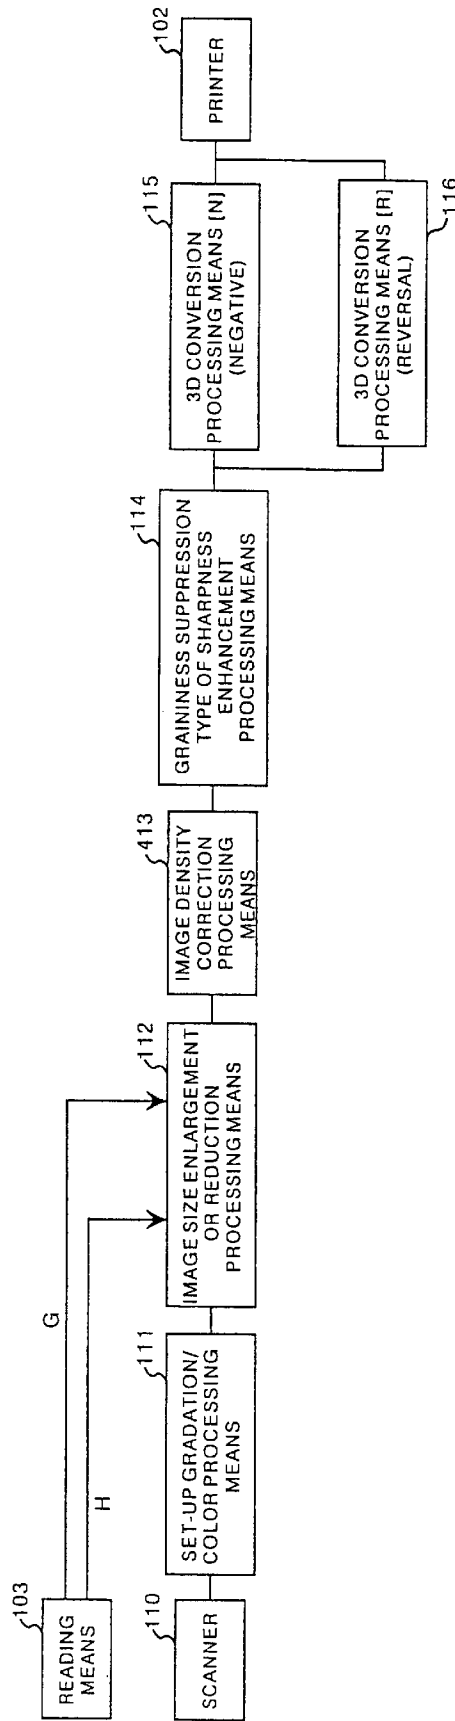 103
READING
MEANS
G
H
110
SCANNER
111
SET-UP GRADATION/
COLOR PROCESSING
MEANS
112
IMAGE SIZE ENLARGEMENT
OR REDUCTION
PROCESSING MEANS
413
IMAGE DENSITY
CORRECTION
PROCESSING
MEANS
114
GRAININESS SUPPRESSION
TYPE OF SHARPNESS
ENHANCEMENT
PROCESSING MEANS
115
3D CONVERSION
PROCESSING MEANS [N]
(NEGATIVE)
3D CONVERSION
PROCESSING MEANS [R]
(REVERSAL)
116
102
PRINTER